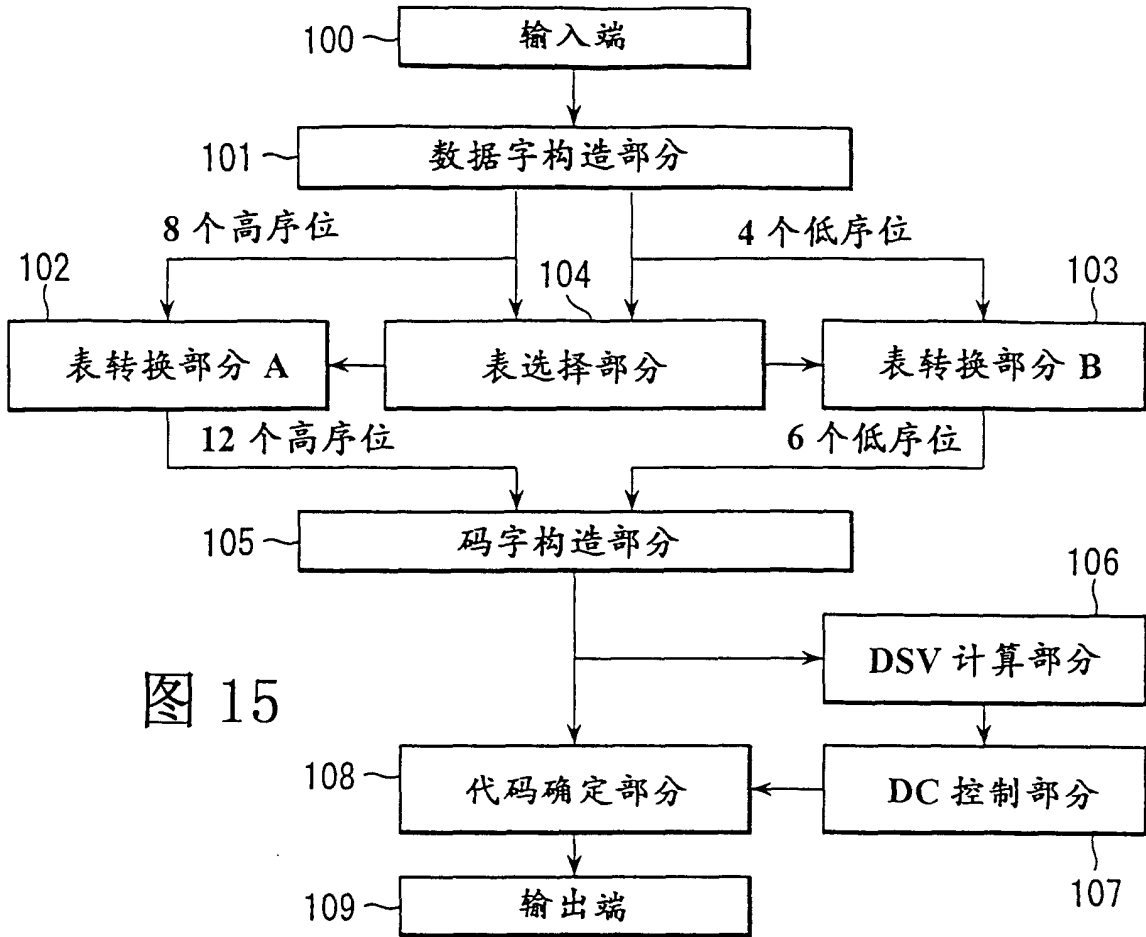 100
输入端
101
数据字构造部分
8 个高序位
4 个低序位
102
104
103
表转换部分 A
表选择部分
表转换部分 B
12 个高序位
6 个低序位
105
码字构造部分
106
DSV 计算部分
图 15
108
代码确定部分
DC 控制部分
107
109
输出端